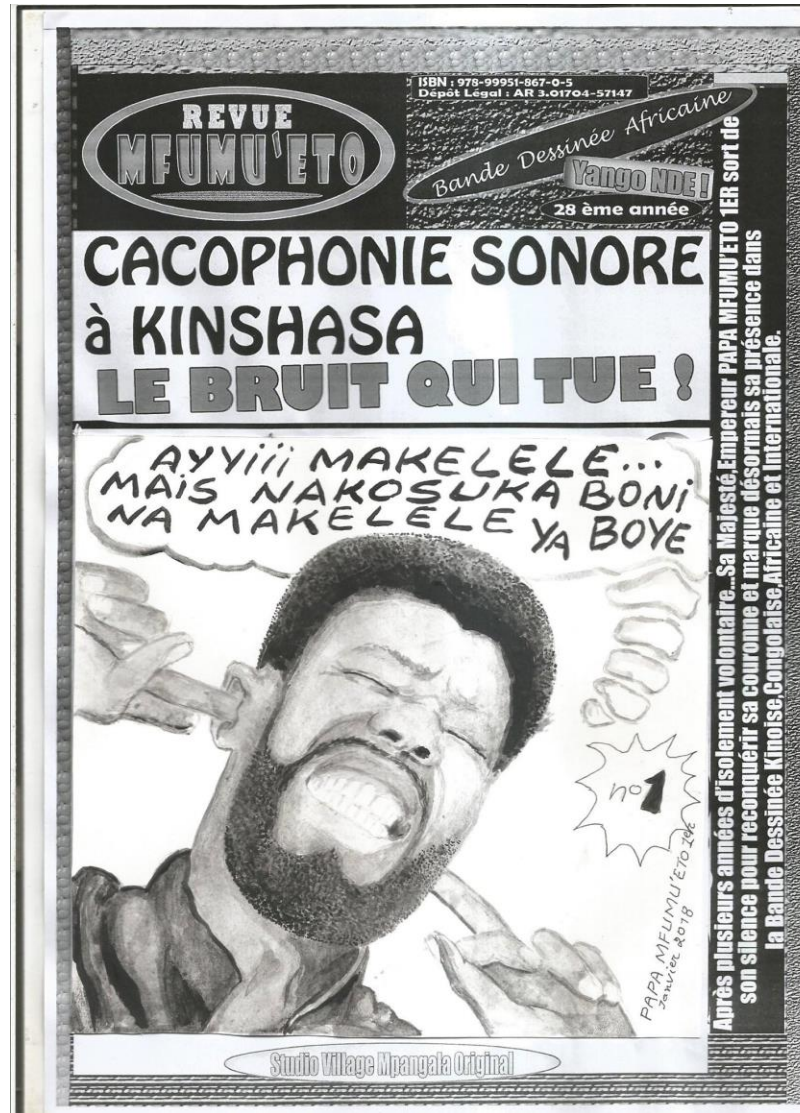 REVUE
MFUMU'ETO
ISBN : 978-99951-867-0-5
Dépôt Légal : AR 3.01704-57147
Bande Dessinée Africaine
Yango NDE !
28 ème année
CACOPHONIE SONORE
à KINSHASA
LE BRUIT QUI TUE !
AYYiii MAKELELE...
MAIS NAKOSUKA BONI
NA MAKELELE YA BOYE
n° 1
PAPA MFUMU'ETO 1er
Janvier 2018
Après plusieurs années d'isolement volontaire...Sa Majesté,Empereur PAPA MFUMU'ETO 1ER sort de
son silence pour reconquérir sa couronne et marque désormais sa présence dans
la Bande Dessinée Kinoise,Congolaise,Africaine et Internationale.
Studio Village Mpangala Original